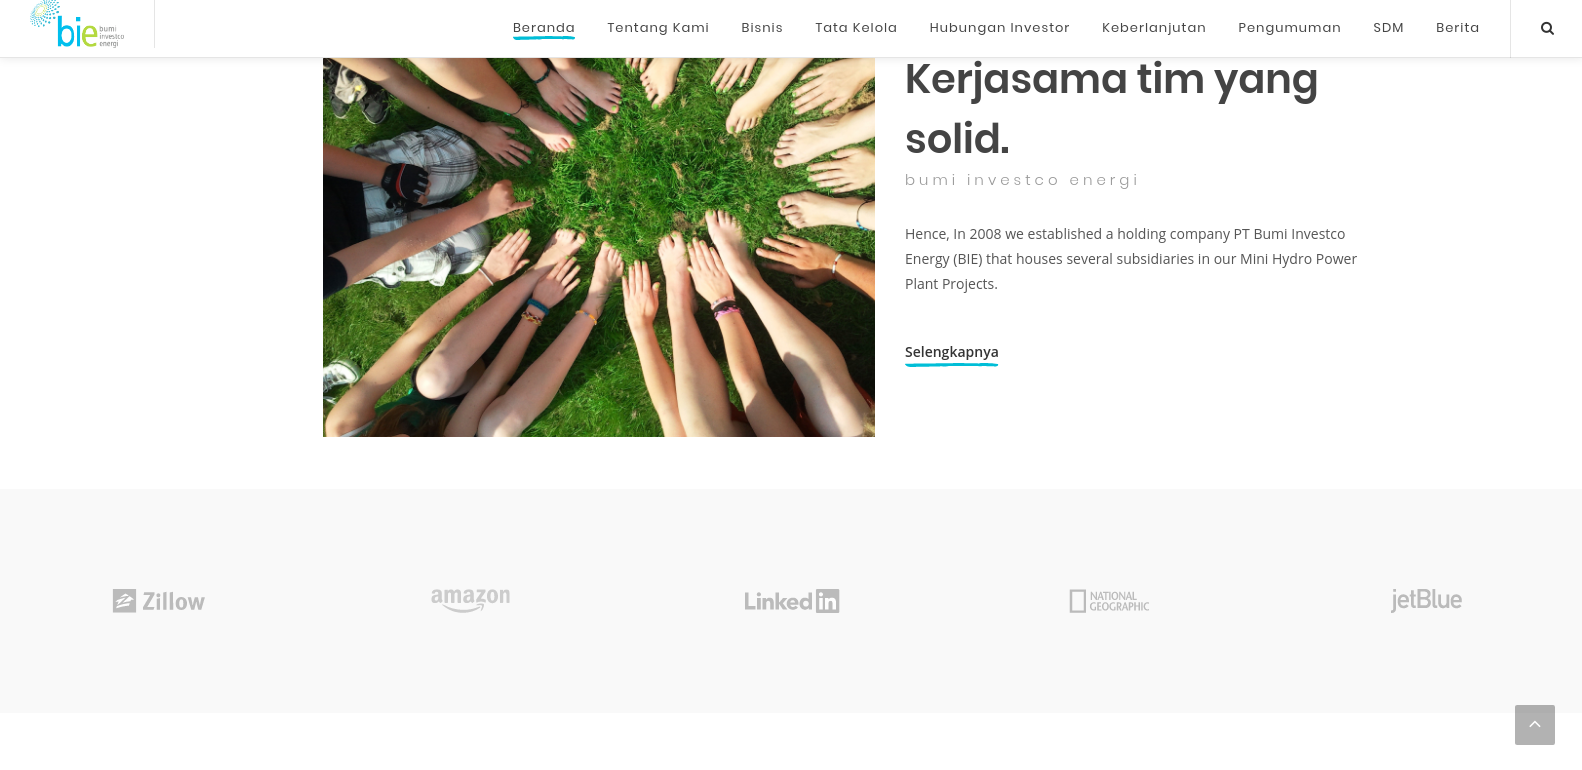 bie bumi
investco
energi
Beranda Tentang Kami Bisnis Tata Kelola Hubungan Investor Keberlanjutan Pengumuman SDM Berita
Kerjasama tim yang
solid.
bumi investco energi
Hence, In 2008 we established a holding company PT Bumi Investco
Energy (BIE) that houses several subsidiaries in our Mini Hydro Power
Plant Projects.
Selengkapnya
Zillow amazon Linked in NATIONAL GEOGRAPHIC jetBlue